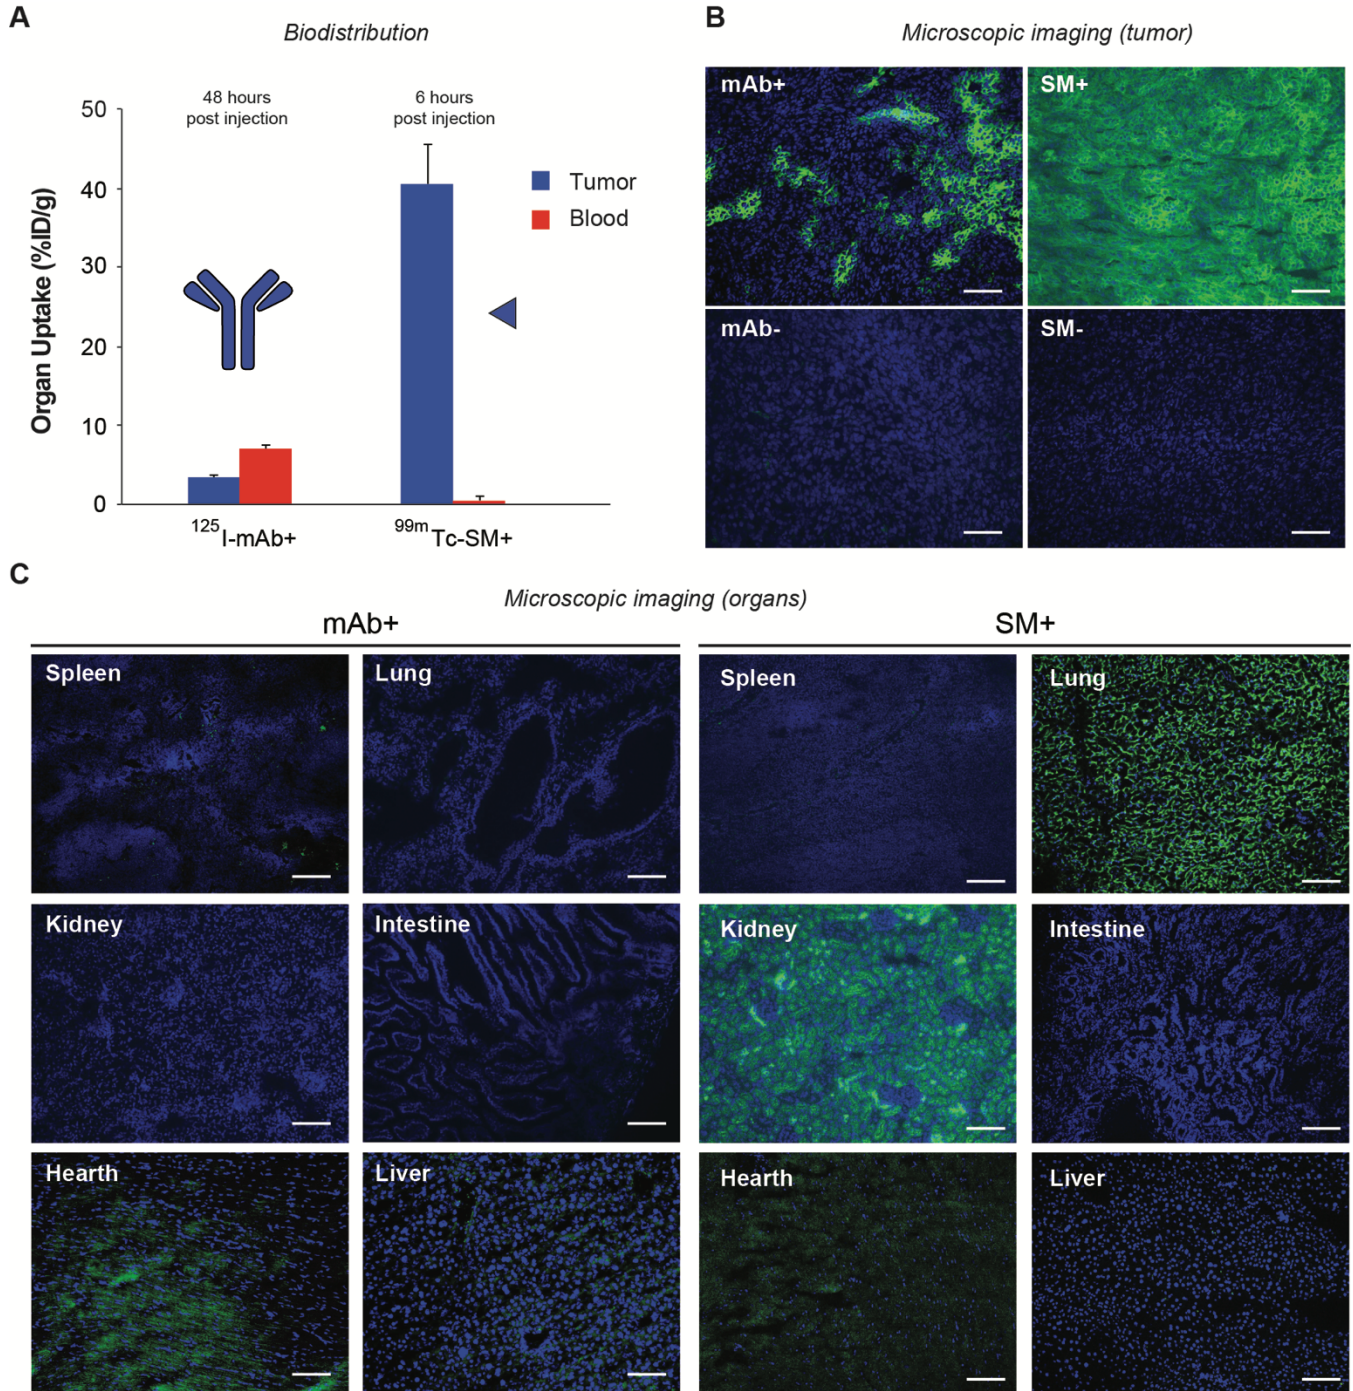 A
Biodistribution
48 hours
post injection
6 hours
post injection
50
40
30
20
10
0
Organ Uptake (%ID/g)
Tumor
Blood
125I-mAb+
99mTc-SM+
B
Microscopic imaging (tumor)
mAb+
SM+
mAb-
SM-
C
Microscopic imaging (organs)
mAb+
SM+
Spleen
Lung
Spleen
Lung
Kidney
Intestine
Kidney
Intestine
Hearth
Liver
Hearth
Liver